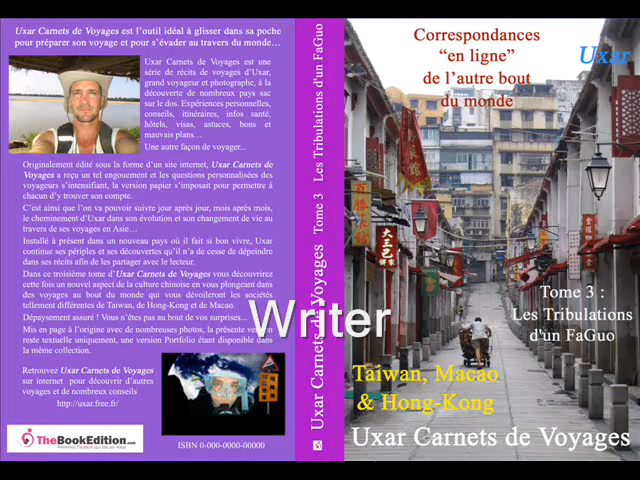 Uxar Carnets de Voyages est l'outil idéal à glisser dans sa poche
pour préparer son voyage et pour s'évader au travers du monde…
Uxar Carnets de Voyages est une
série de récits de voyages d'Uxar,
grand voyageur et photographe, à la
découverte de nombreux pays sac
sur le dos. Expériences personnelles,
conseils, itinéraires, infos santé,
hôtels, visas, astuces, bons et
mauvais plans…
Une autre façon de voyager...
Originalement édité sous la forme d'un site internet, Uxar Carnets de
Voyages a reçu un tel engouement et les questions personnalisées des
voyageurs s'intensifiant, la version papier s'imposait pour permettre à
chacun d'y trouver son compte.
C'est ainsi que l'on va pouvoir suivre jour après jour, mois après mois,
le cheminement d'Uxar dans son évolution et son changement de vie au
travers de ses voyages en Asie…
Installé à présent dans un nouveau pays où il fait si bon vivre, Uxar
continue ses périples et ses découvertes qu'il n'a de cesse de dépeindre
dans ses récits afin de les partager avec le lecteur.
Dans ce troisième tome d'Uxar Carnets de Voyages vous découvrirez
cette fois un nouvel aspect de la culture chinoise en vous plongeant dans
des voyages au bout du monde qui vous dévoileront les sociétés
tellement différentes de Taiwan, de Hong-Kong et de Macao.
Dépaysement assuré ! Vous n'êtes pas au bout de vos surprises...
Mis en page à l'origine avec de nombreuses photos, la présente version
reste textuelle uniquement, une version Portfolio étant disponible dans
la même collection.
Retrouvez Uxar Carnets de Voyages
sur internet pour découvrir d'autres
voyages et de nombreux conseils
http://uxar.free.fr/
TheBookEdition.com
ISBN 0-000-0000-00000
Uxar Carnets de Voyages Tome 3 Les Tribulations d'un FaGuo
Writer
Correspondances
"en ligne"
de l'autre bout
du monde
Uxar
大三巴
Tome 3 :
Les Tribulations
d'un FaGuo
Taiwan, Macao
& Hong-Kong
Uxar Carnets de Voyages